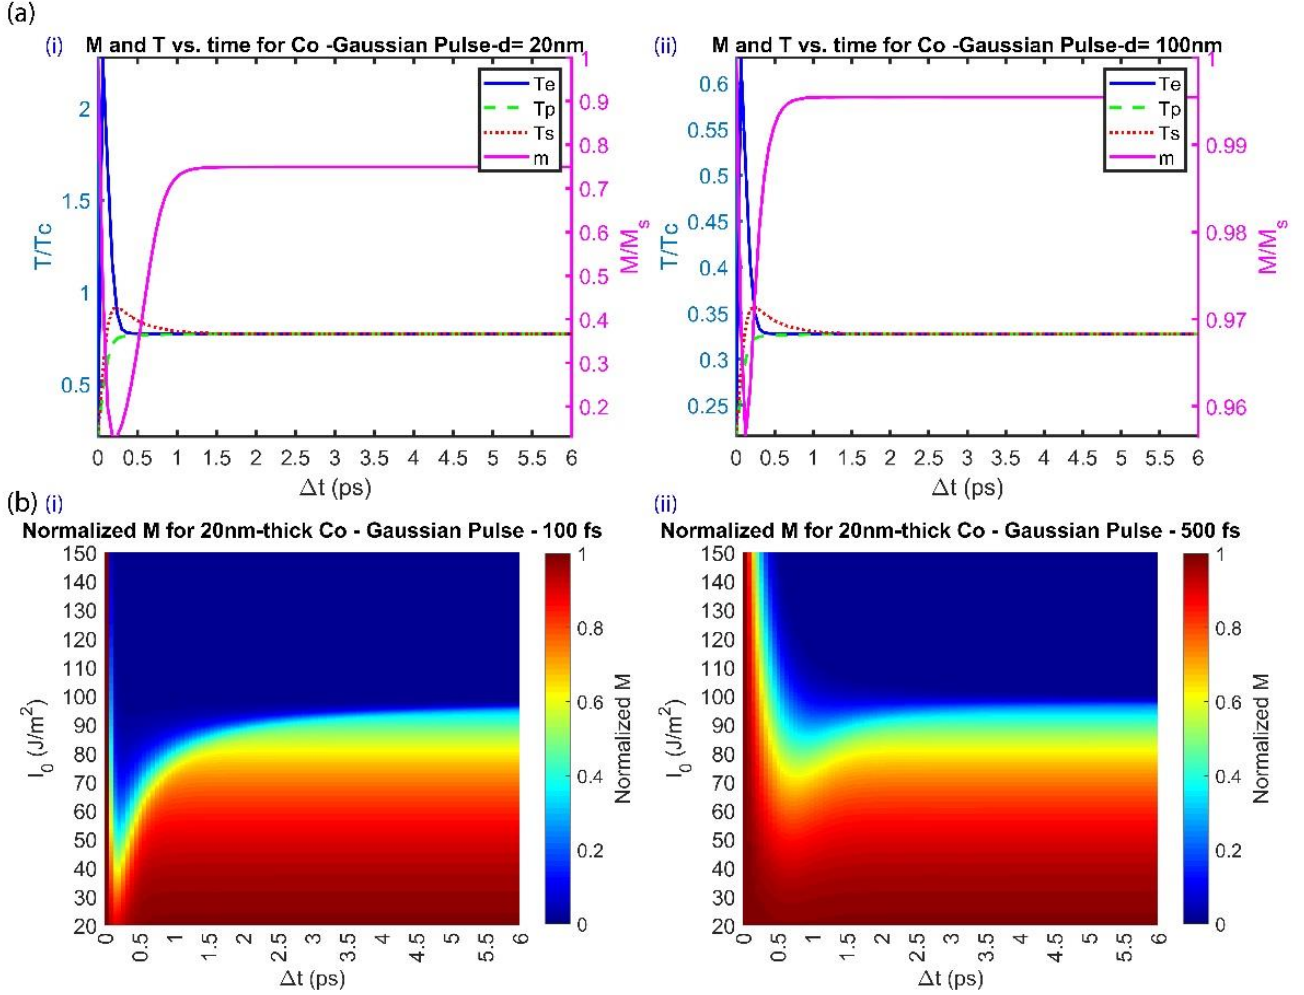 (a)
(i) M and T vs. time for Co -Gaussian Pulse-d= 20nm
Te
Tp
Ts
m
2
1.5
1
0.5
T/Tc
1
0.9
0.8
0.7
0.6
0.5
0.4
0.3
0.2
M/Ms
0 0.5 1 1.5 2 2.5 3 3.5 4 4.5 5 5.5 6
Δt (ps)
(ii) M and T vs. time for Co -Gaussian Pulse-d= 100nm
Te
Tp
Ts
m
0.6
0.55
0.5
0.45
0.4
0.35
0.3
0.25
T/Tc
1
0.99
0.98
0.97
0.96
M/Ms
0 0.5 1 1.5 2 2.5 3 3.5 4 4.5 5 5.5 6
Δt (ps)
(b) (i)
Normalized M for 20nm-thick Co - Gaussian Pulse - 100 fs
150
140
130
120
110
100
90
80
70
60
50
40
30
20
I0 (J/m2)
0 0.5 1 1.5 2 2.5 3 3.5 4 4.5 5 5.5 6
Δt (ps)
1
0.8
0.6
0.4
0.2
0
Normalized M
(ii)
Normalized M for 20nm-thick Co - Gaussian Pulse - 500 fs
150
140
130
120
110
100
90
80
70
60
50
40
30
20
I0 (J/m2)
0 0.5 1 1.5 2 2.5 3 3.5 4 4.5 5 5.5 6
Δt (ps)
1
0.8
0.6
0.4
0.2
0
Normalized M